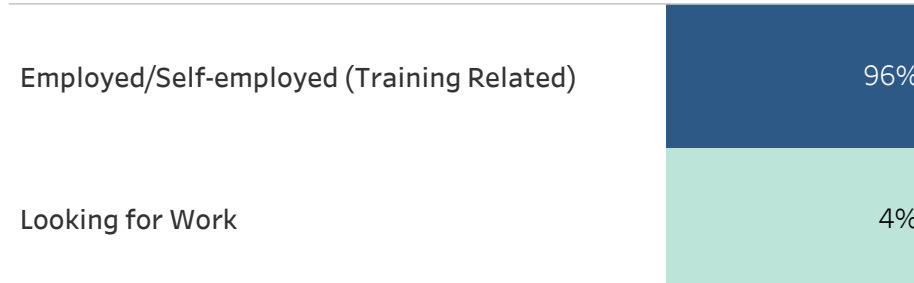 Employed/Self-employed (Training Related) 96%
Looking for Work 4%